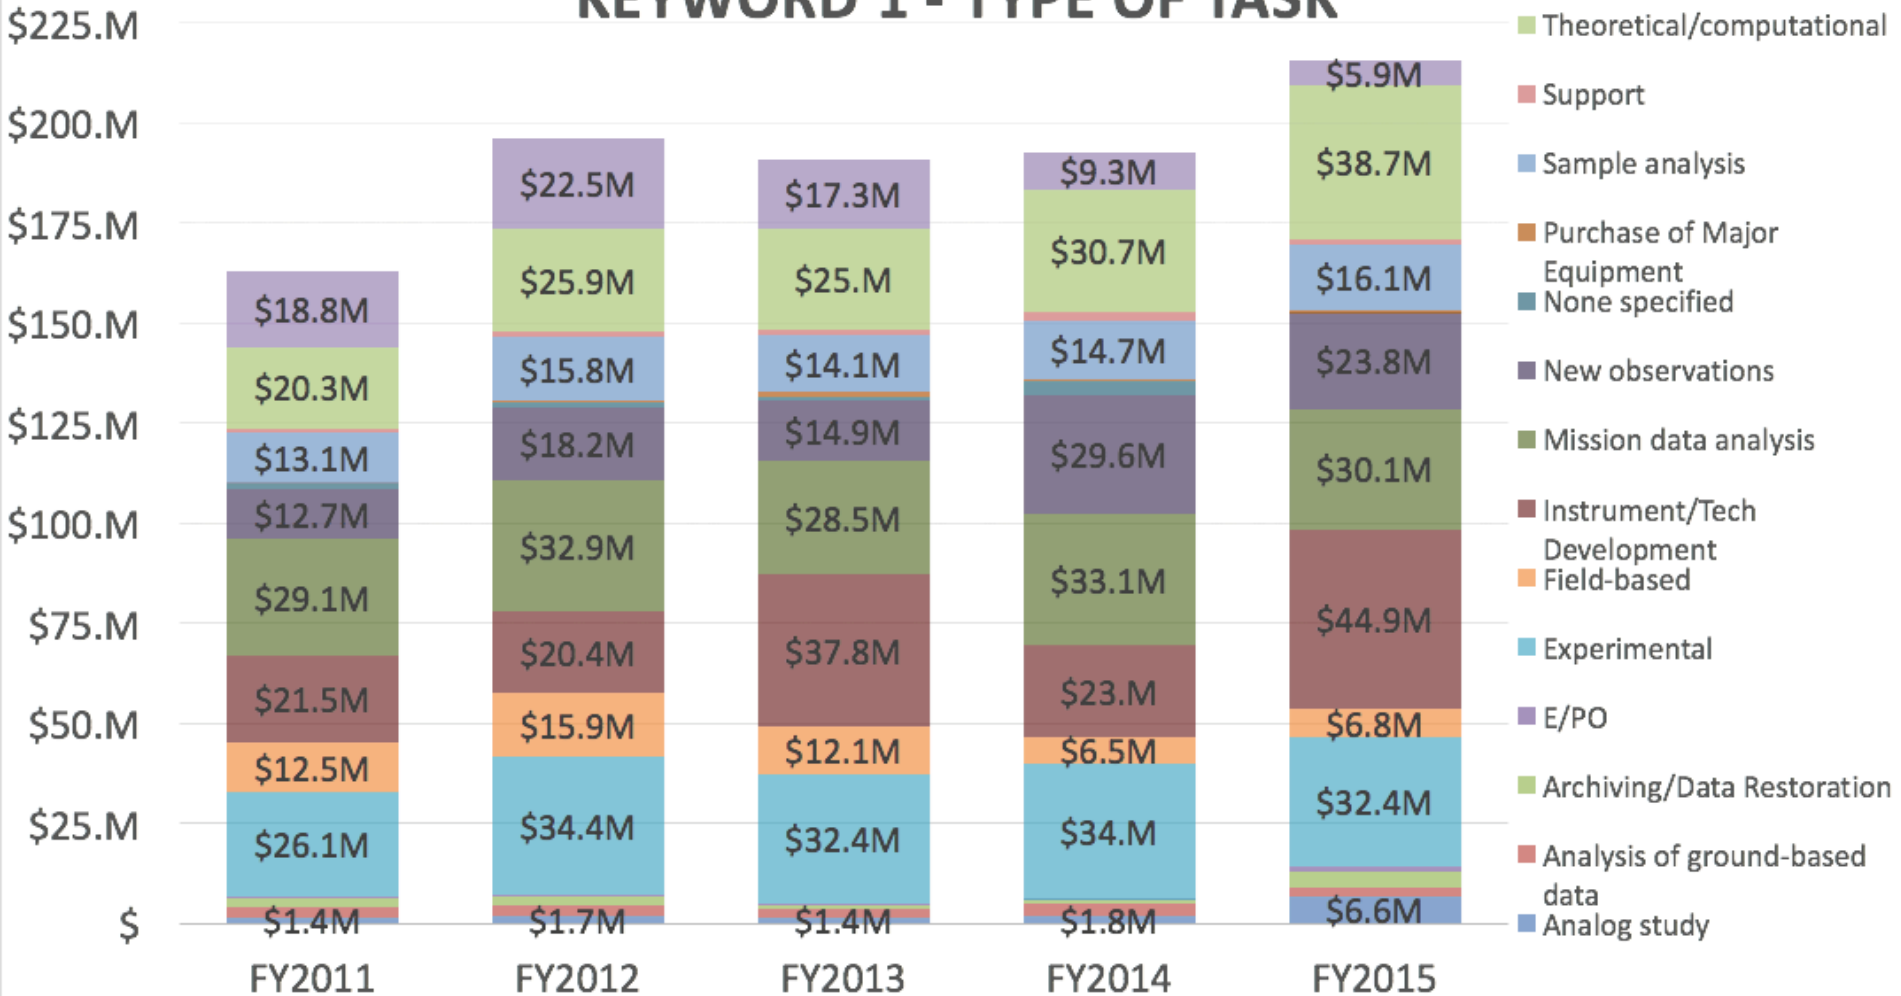 KEYWORD 1 - TYPE OF TASK
$225.M
$200.M
$175.M
$150.M
$125.M
$100.M
$75.M
$50.M
$25.M
$
$18.8M
$20.3M
$13.1M
$12.7M
$29.1M
$21.5M
$12.5M
$26.1M
$1.4M
$22.5M
$25.9M
$15.8M
$18.2M
$32.9M
$20.4M
$15.9M
$34.4M
$1.7M
$17.3M
$25.M
$14.1M
$14.9M
$28.5M
$37.8M
$12.1M
$32.4M
$1.4M
$9.3M
$30.7M
$14.7M
$29.6M
$33.1M
$23.M
$6.5M
$34.M
$1.8M
$5.9M
$38.7M
$16.1M
$23.8M
$30.1M
$44.9M
$6.8M
$32.4M
$6.6M
FY2011
FY2012
FY2013
FY2014
FY2015
Theoretical/computational
Support
Sample analysis
Purchase of Major
Equipment
None specified
New observations
Mission data analysis
Instrument/Tech
Development
Field-based
Experimental
E/PO
Archiving/Data Restoration
Analysis of ground-based
data
Analog study